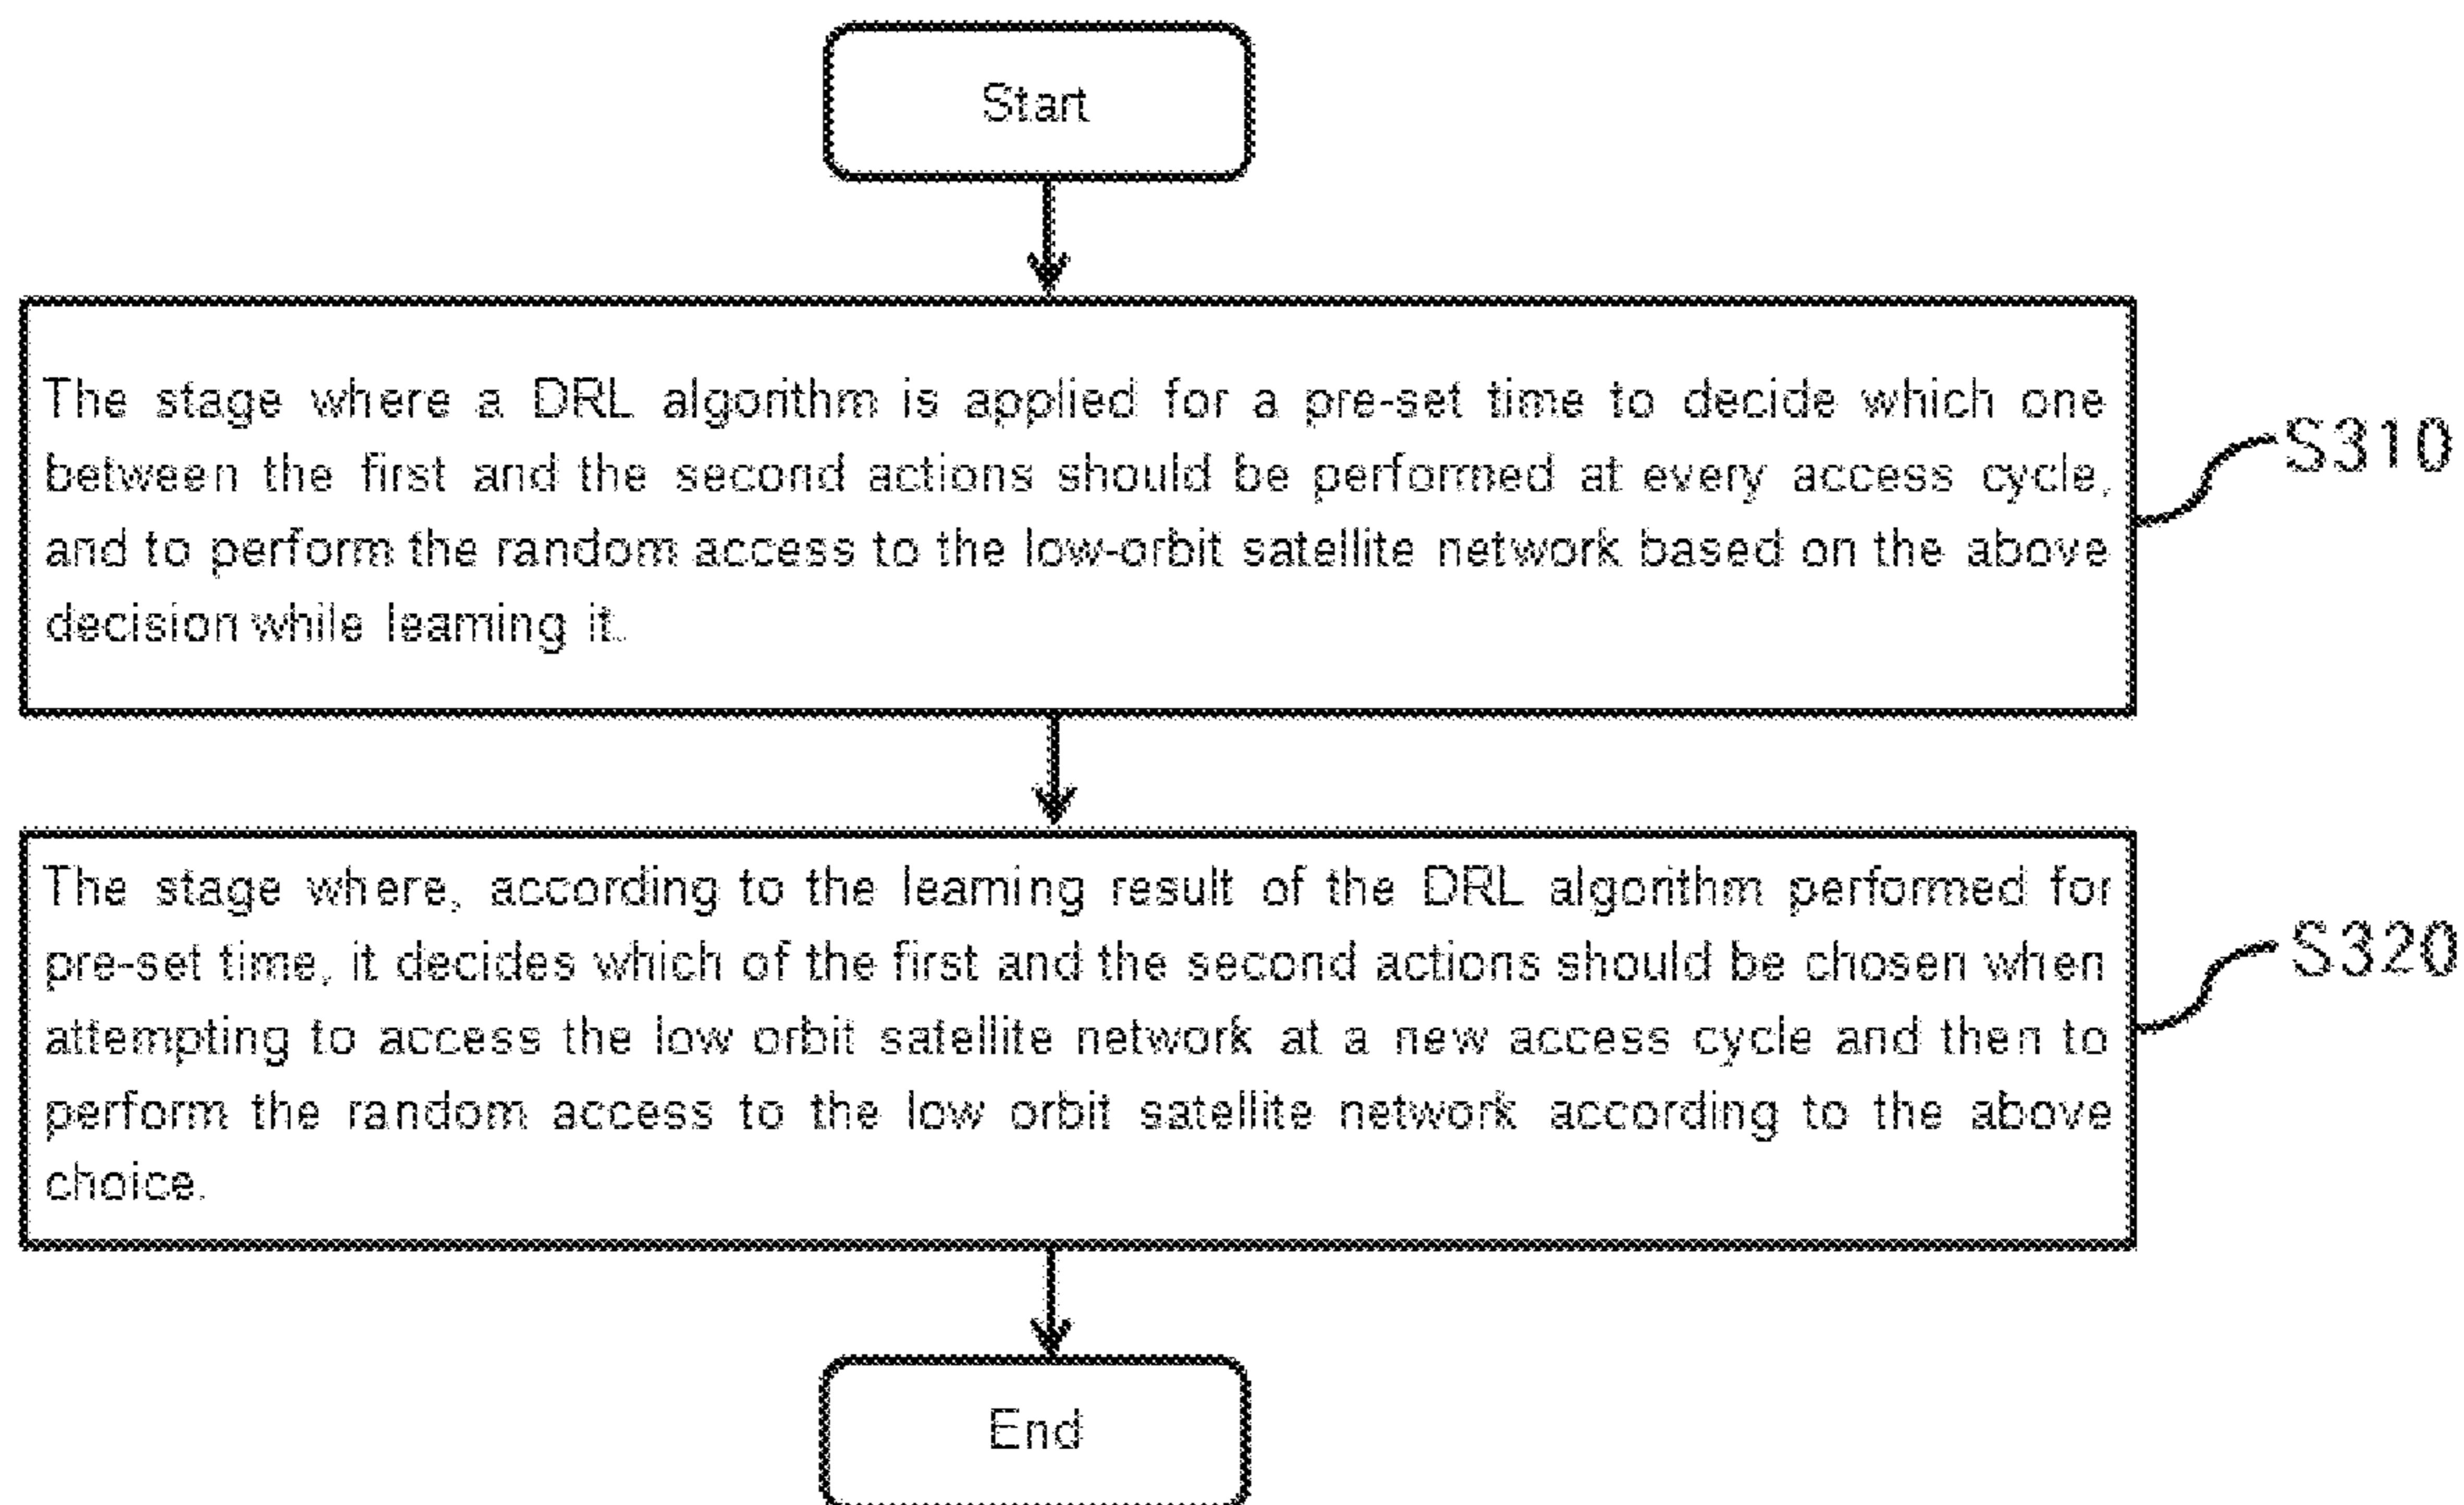 Start
The stage where a DRL algorithm is applied for a pre-set time to decide which one
between the first and the second actions should be performed at every access cycle,
and to perform the random access to the low-orbit satellite network based on the above
decision while learning it.
S310
The stage where, according to the learning result of the DRL algorithm performed for
pre-set time, it decides which of the first and the second actions should be chosen when
attempting to access the low orbit satellite network at a new access cycle and then to
perform the random access to the low orbit satellite network according to the above
choice.
S320
End